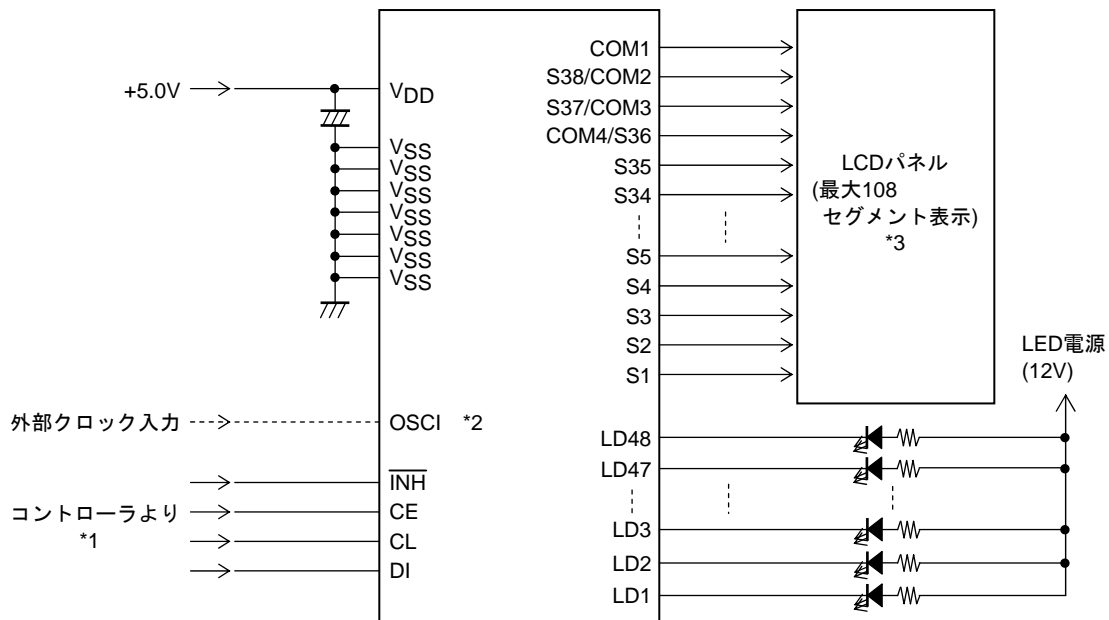 +5.0V
VDD
VSS
VSS
VSS
VSS
VSS
VSS
VSS
外部クロック入力
OSCI *2
コントローラより
*1
INH
CE
CL
DI
COM1
S38/COM2
S37/COM3
COM4/S36
S35
S34
S5
S4
S3
S2
S1
LD48
LD47
LD3
LD2
LD1
LCDパネル
(最大108
セグメント表示)
*3
LED電源
(12V)